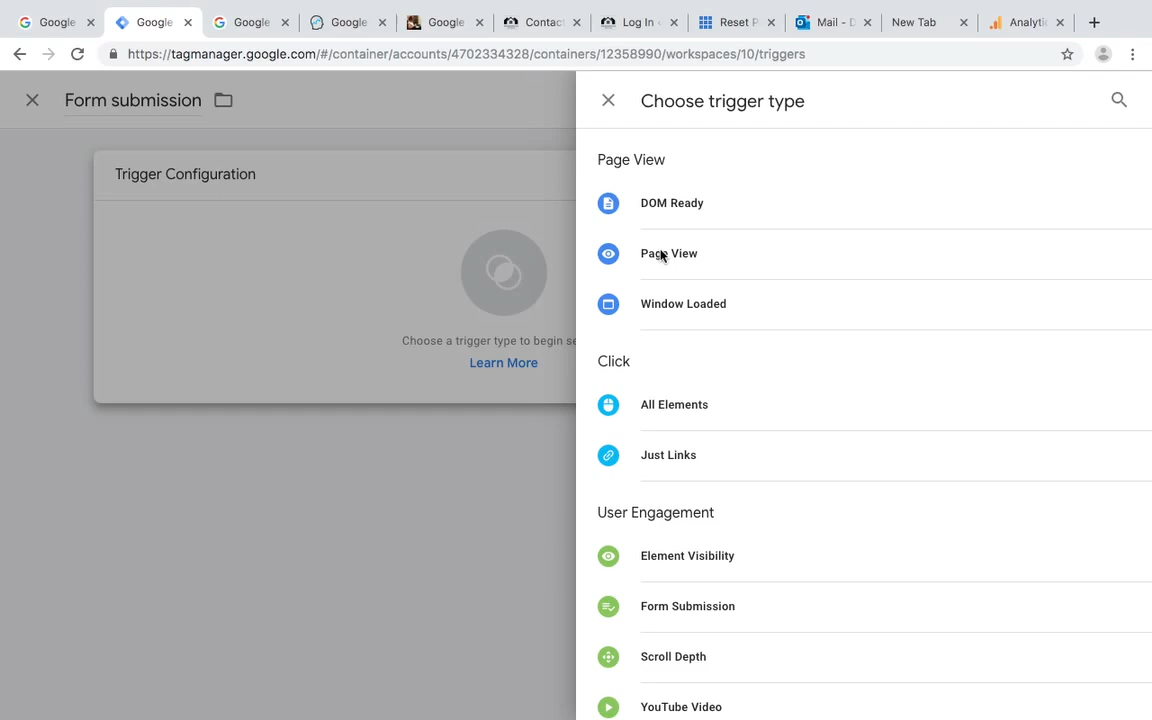 Google
Google
Google
Google
Google
Contac
Log In
Reset P
Mail - D
New Tab
Analytic
https://tagmanager.google.com/#/container/accounts/4702334328/containers/12358990/workspaces/10/triggers
Form submission
Choose trigger type
Trigger Configuration
Choose a trigger type to begin se
Learn More
Page View
DOM Ready
Page View
Window Loaded
Click
All Elements
Just Links
User Engagement
Element Visibility
Form Submission
Scroll Depth
YouTube Video